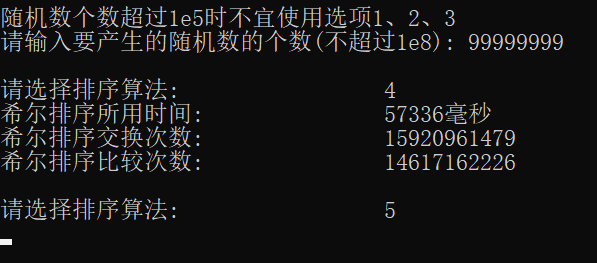 随机数个数超过1e5时不宜使用选项1、2、3
请输入要产生的随机数的个数(不超过1e8): 99999999
请选择排序算法: 4
希尔排序所用时间: 57336毫秒
希尔排序交换次数: 15920961479
希尔排序比较次数: 14617162226
请选择排序算法: 5